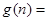 g(n) =